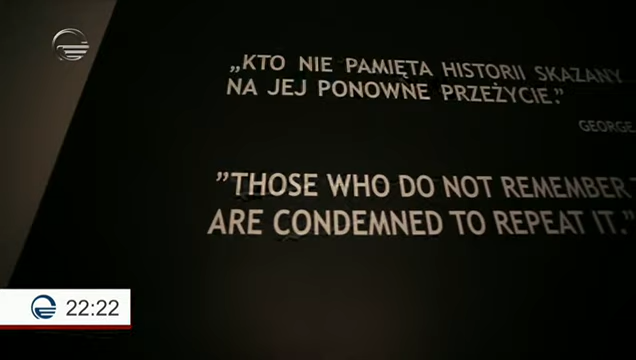 „KTO NIE PAMIĘTA HISTORII SKAZANY
NA JEJ PONOWNE PRZEŻYCIE.”
GEORGE
”THOSE WHO DO NOT REMEMBER
ARE CONDEMNED TO REPEAT IT.”
22:22